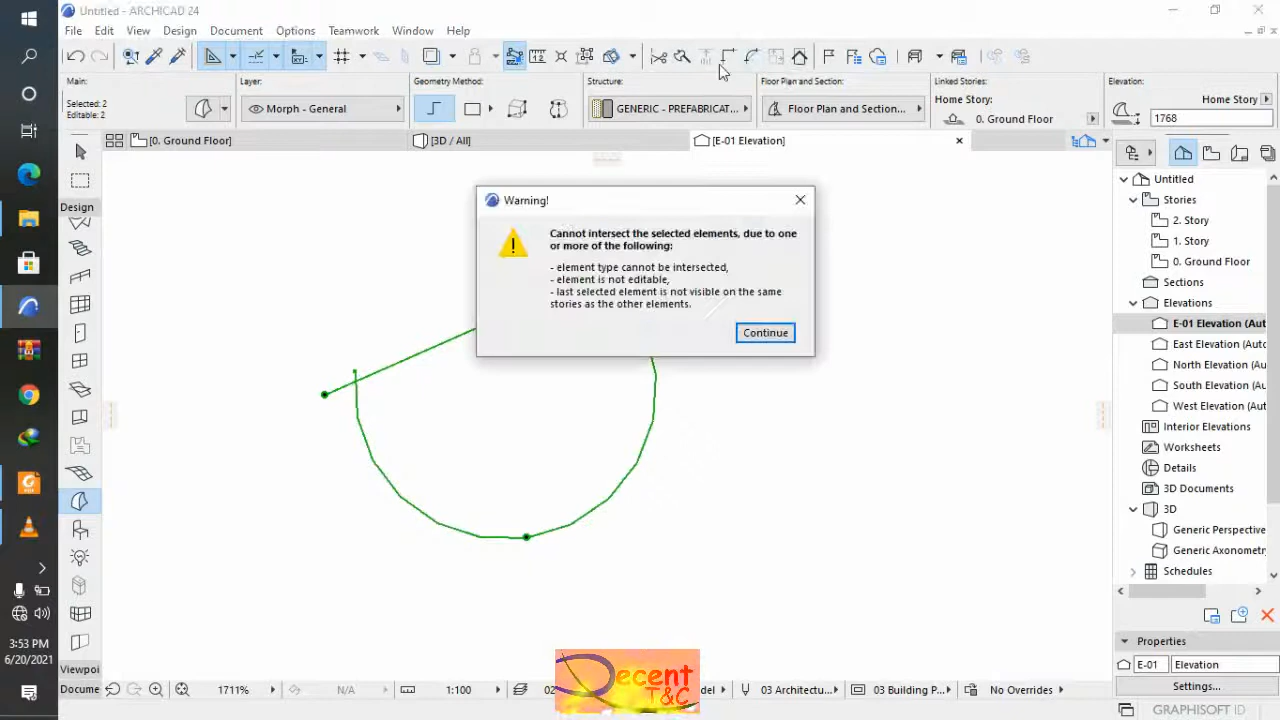 Untitled - ARCHICAD 24
File Edit View Design Document Options Teamwork Window Help
Main:
Selected: 2
Editable: 2
Layer:
Morph - General
Geometry Method:
Structure:
GENERIC - PREFABRICAT...
Floor Plan and Section:
Floor Plan and Section...
Linked Stories:
Home Story:
0. Ground Floor
Elevation:
Home Story
1768
[0. Ground Floor]
[3D / All]
[E-01 Elevation]
Design
Warning!
Cannot intersect the selected elements, due to one
or more of the following:
- element type cannot be intersected,
- element is not editable,
- last selected element is not visible on the same
stories as the other elements.
Continue
Untitled
Stories
2. Story
1. Story
0. Ground Floor
Sections
Elevations
E-01 Elevation (Aut
East Elevation (Auto
North Elevation (Au
South Elevation (Au
West Elevation (Aut
Interior Elevations
Worksheets
Details
3D Documents
3D
Generic Perspective
Generic Axonometr
Schedules
Properties
E-01 Elevation
Settings...
GRAPHISOFT ID
Viewpoi
Docume
1711%
N/A
1:100
02
del
03 Architectu...
03 Building P...
No Overrides
Decent
T&C
3:53 PM
6/20/2021